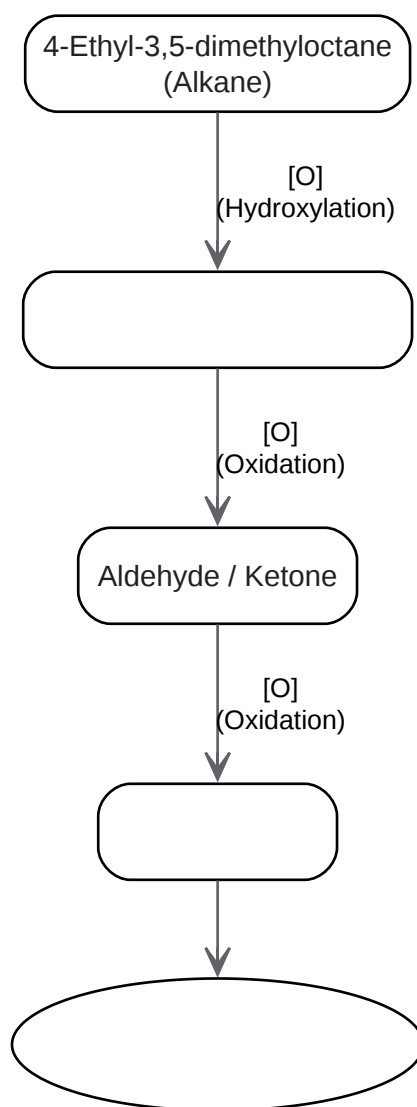 4-Ethyl-3,5-dimethyloctane
(Alkane)
[O]
(Hydroxylation)
[O]
(Oxidation)
Aldehyde / Ketone
[O]
(Oxidation)